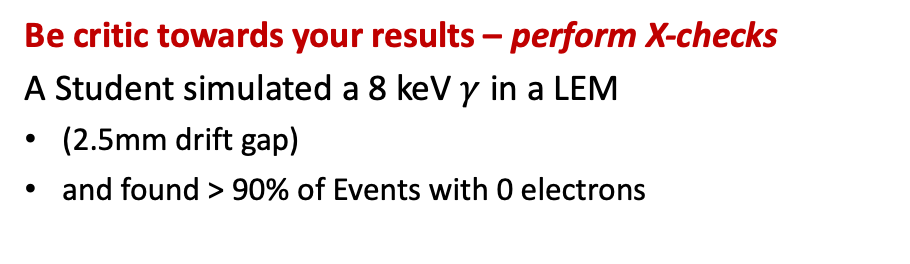 Be critic towards your results – perform X-checks
A Student simulated a 8 keV γ in a LEM
• (2.5mm drift gap)
• and found > 90% of Events with 0 electrons